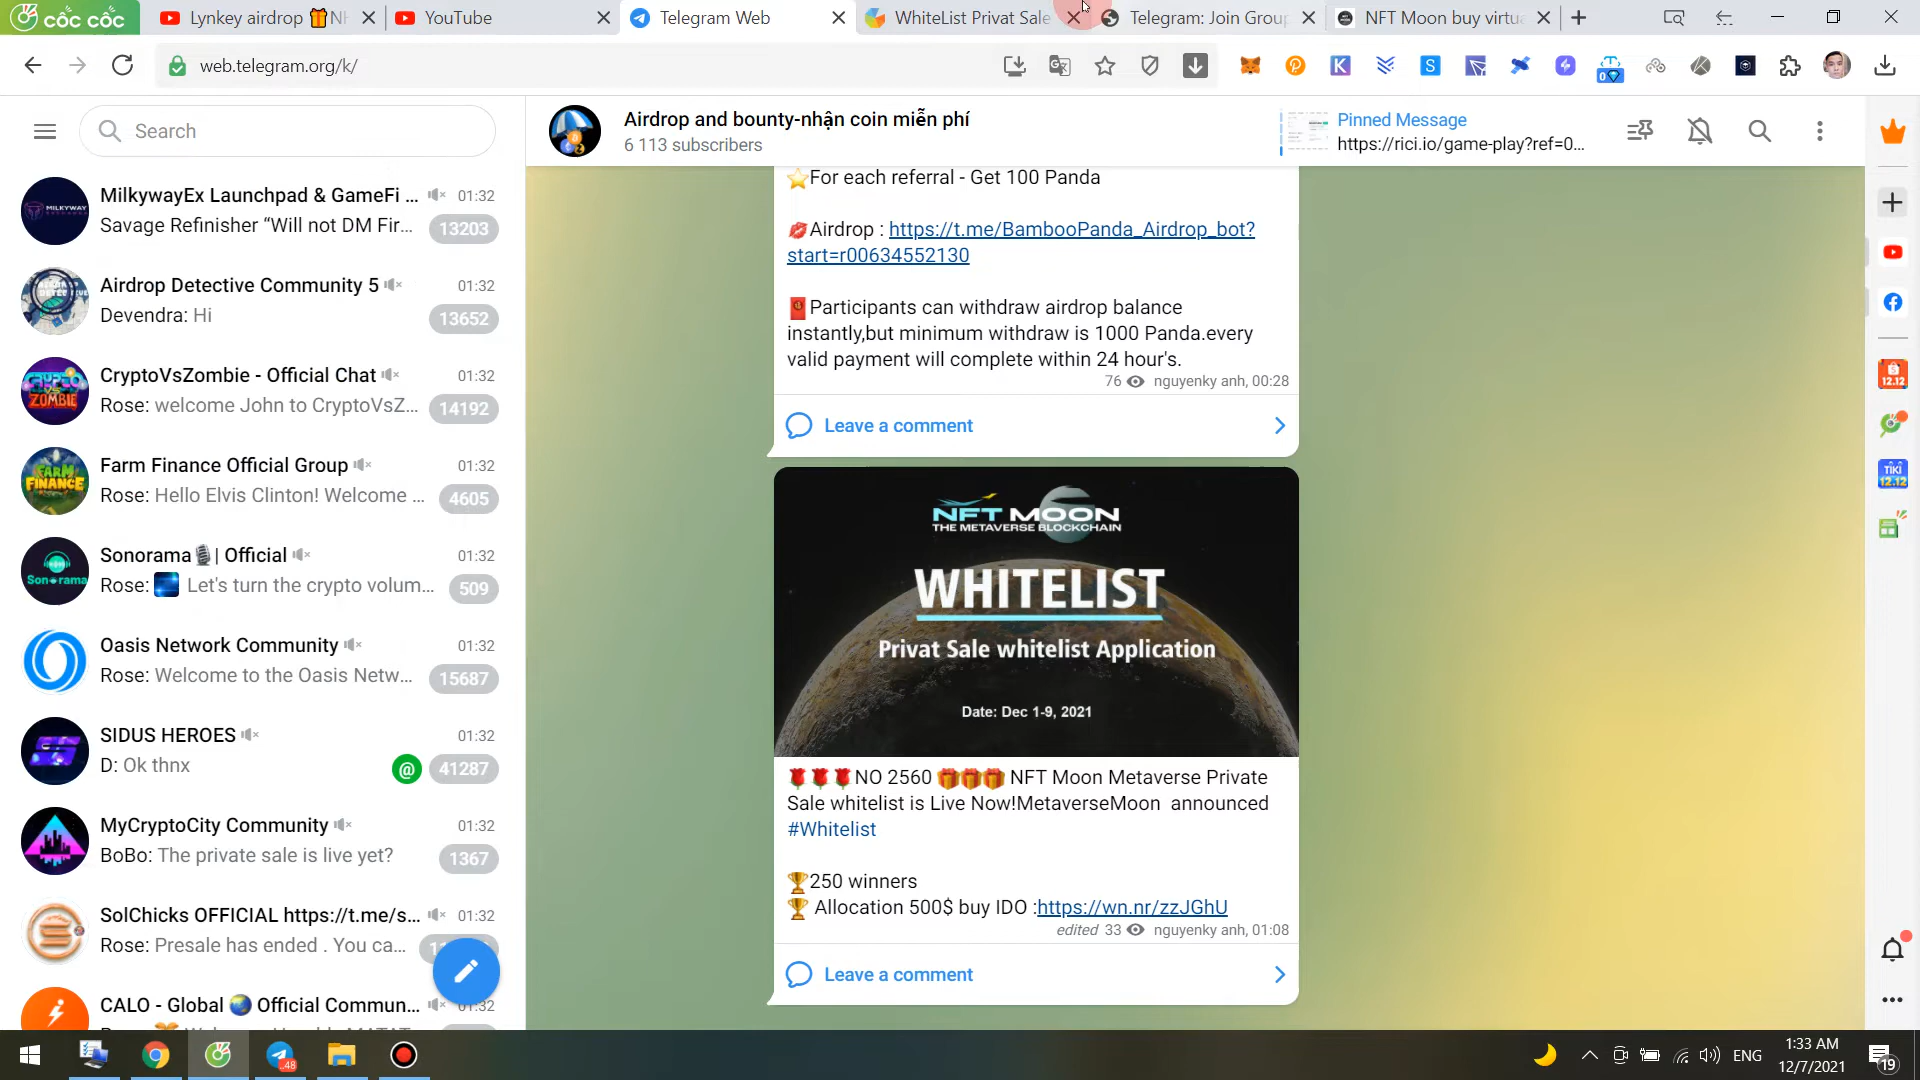 cốc cốc
Lynkey airdrop 🎁N
YouTube
Telegram Web
WhiteList Privat Sale
Telegram: Join Group
NFT Moon buy virtua
web.telegram.org/k/
Search
MilkywayEx Launchpad & GameFi ... 01:32
Savage Refinisher “Will not DM Fir... 13203
Airdrop Detective Community 5 01:32
Devendra: Hi 13652
CryptoVsZombie - Official Chat 01:32
Rose: welcome John to CryptoVsZ... 14192
Farm Finance Official Group 01:32
Rose: Hello Elvis Clinton! Welcome ... 4605
Sonorama🎙️| Official 01:32
Rose: Let's turn the crypto volum... 509
Oasis Network Community 01:32
Rose: Welcome to the Oasis Netw... 15687
SIDUS HEROES 01:32
D: Ok thnx @ 41287
MyCryptoCity Community 01:32
BoBo: The private sale is live yet? 1367
SolChicks OFFICIAL https://t.me/s... 01:32
Rose: Presale has ended . You ca...
CALO - Global 🌏 Official Commun... 01:32
Airdrop and bounty-nhận coin miễn phí
6 113 subscribers
Pinned Message
https://rici.io/game-play?ref=0...
⭐For each referral - Get 100 Panda
💋Airdrop : https://t.me/BambooPanda_Airdrop_bot?
start=r00634552130
🧧Participants can withdraw airdrop balance
instantly,but minimum withdraw is 1000 Panda.every
valid payment will complete within 24 hour's.
76 nguyenky anh, 00:28
Leave a comment
NFT MOON
THE METAVERSE BLOCKCHAIN
WHITELIST
Privat Sale whitelist Application
Date: Dec 1-9, 2021
🌹🌹🌹NO 2560 🎁🎁🎁 NFT Moon Metaverse Private
Sale whitelist is Live Now!MetaverseMoon announced
#Whitelist
🏆250 winners
🏆 Allocation 500$ buy IDO :https://wn.nr/zzJGhU
edited 33 nguyenky anh, 01:08
Leave a comment
12.12
TIKI
12.12
48
ENG
1:33 AM
12/7/2021
19